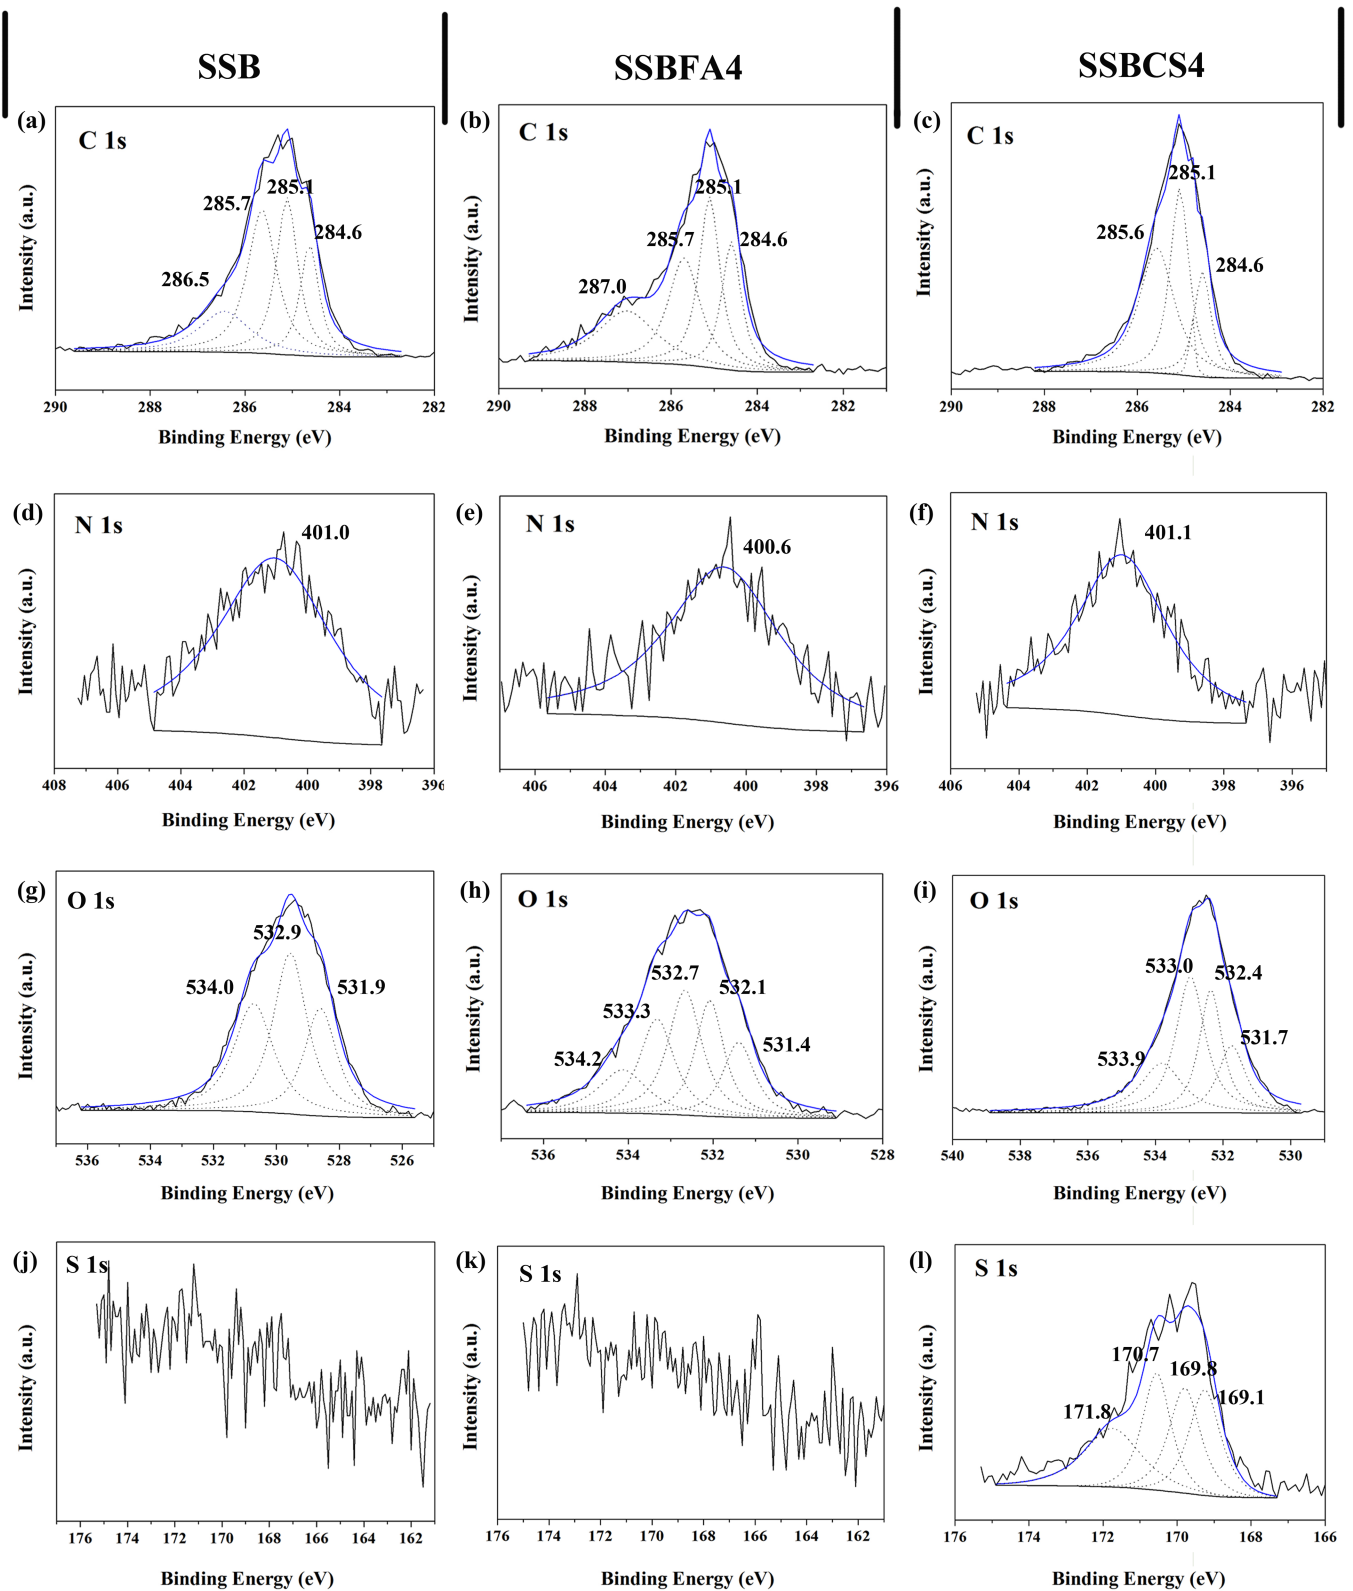 SSB
SSBFA4
SSBCS4
(a)
C 1s
286.5
285.7
285.1
284.6
Intensity (a.u.)
290 288 286 284 282
Binding Energy (eV)
(b)
C 1s
287.0
285.7
285.1
284.6
Intensity (a.u.)
290 288 286 284 282
Binding Energy (eV)
(c)
C 1s
285.6
285.1
284.6
Intensity (a.u.)
290 288 286 284 282
Binding Energy (eV)
(d)
N 1s
401.0
Intensity (a.u.)
408 406 404 402 400 398 396
Binding Energy (eV)
(e)
N 1s
400.6
Intensity (a.u.)
406 404 402 400 398 396
Binding Energy (eV)
(f)
N 1s
401.1
Intensity (a.u.)
406 404 402 400 398 396
Binding Energy (eV)
(g)
O 1s
534.0
532.9
531.9
Intensity (a.u.)
536 534 532 530 528 526
Binding Energy (eV)
(h)
O 1s
534.2
533.3
532.7
532.1
531.4
Intensity (a.u.)
536 534 532 530 528
Binding Energy (eV)
(i)
O 1s
533.9
533.0
532.4
531.7
Intensity (a.u.)
540 538 536 534 532 530
Binding Energy (eV)
(j)
S 1s
Intensity (a.u.)
176 174 172 170 168 166 164 162
Binding Energy (eV)
(k)
S 1s
Intensity (a.u.)
176 174 172 170 168 166 164 162
Binding Energy (eV)
(l)
S 1s
171.8
170.7
169.8
169.1
Intensity (a.u.)
176 174 172 170 168 166
Binding Energy (eV)